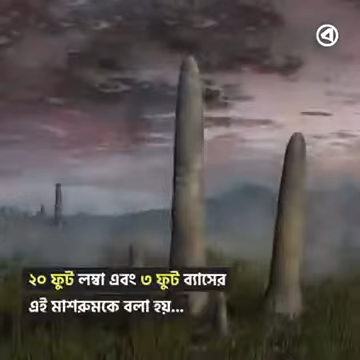 ২০ ফুট লম্বা এবং ৩ ফুট ব্যাসের
এই মাশরুমকে বলা হয়...